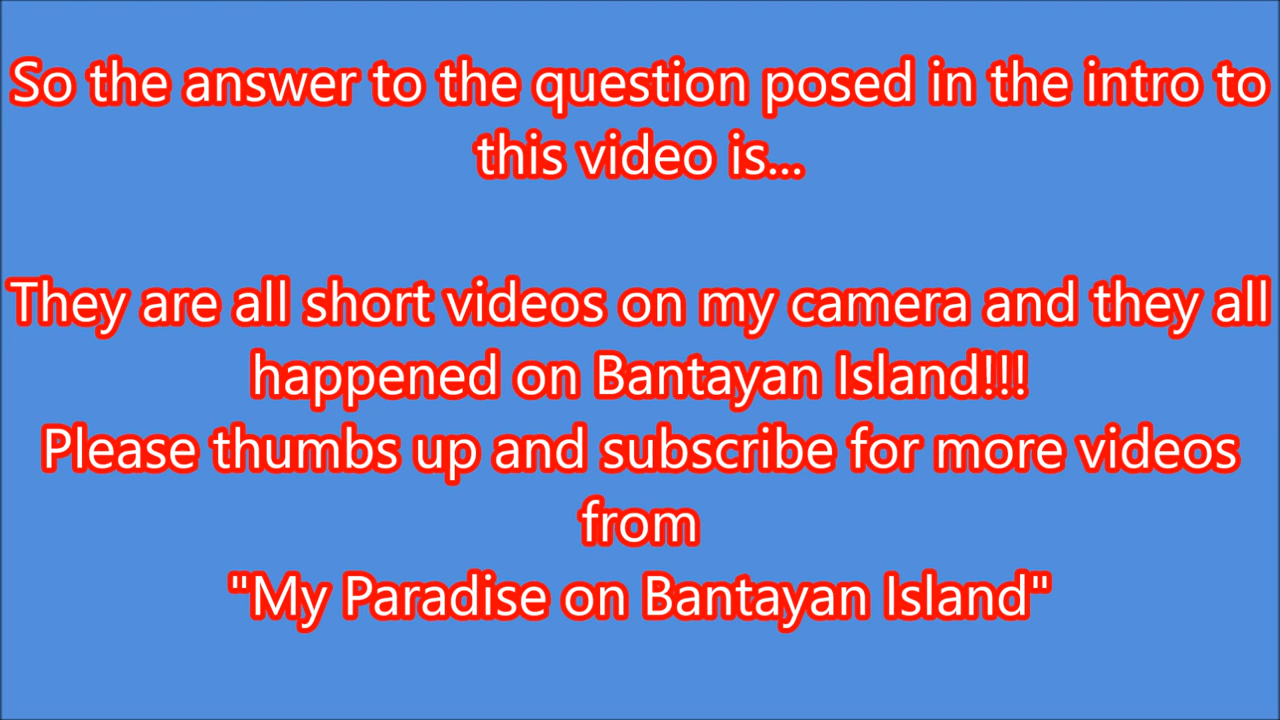 So the answer to the question posed in the intro to
this video is...
They are all short videos on my camera and they all
happened on Bantayan Island!!!
Please thumbs up and subscribe for more videos
from
"My Paradise on Bantayan Island"